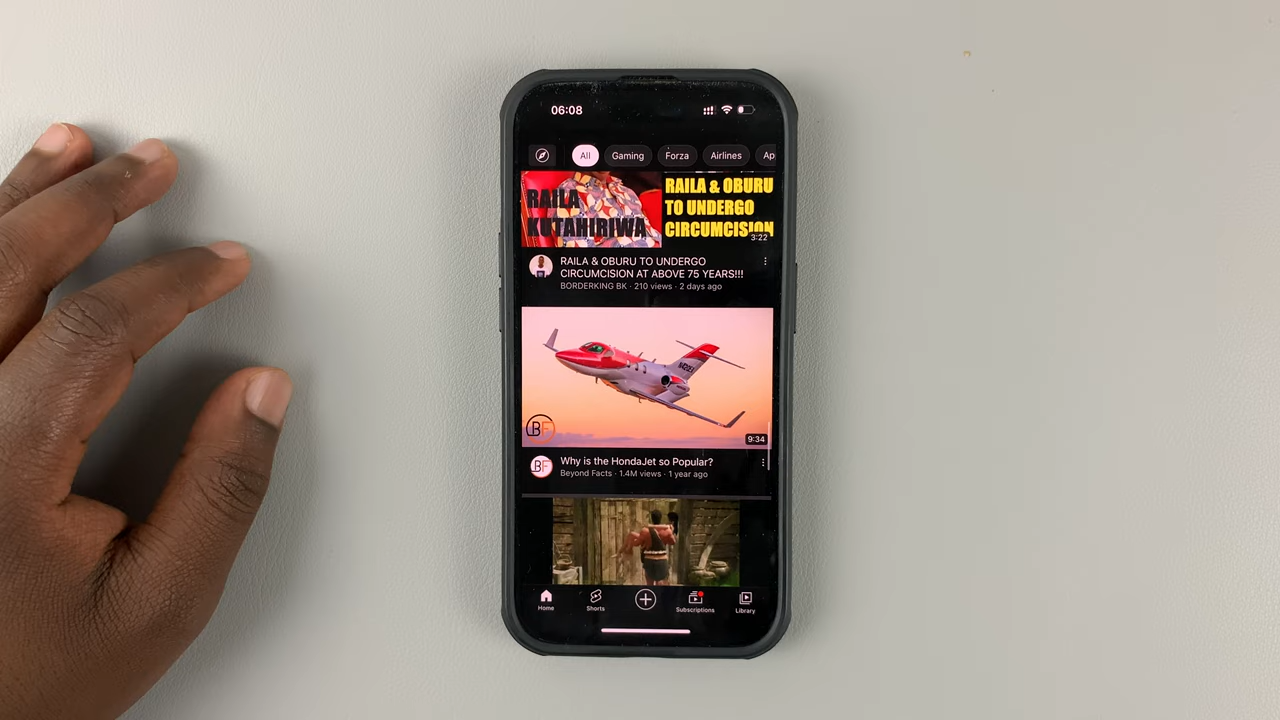 06:08
All Gaming Forza Airlines Ap
RAILA
KUTAHIRIWA
RAILA & OBURU
TO UNDERGO
CIRCUMCISION
3:22
RAILA & OBURU TO UNDERGO
CIRCUMCISION AT ABOVE 75 YEARS!!!
BORDERKING BK · 210 views · 2 days ago
BF
9:34
BF
Why is the HondaJet so Popular?
Beyond Facts · 1.4M views · 1 year ago
Home Shorts Subscriptions Library